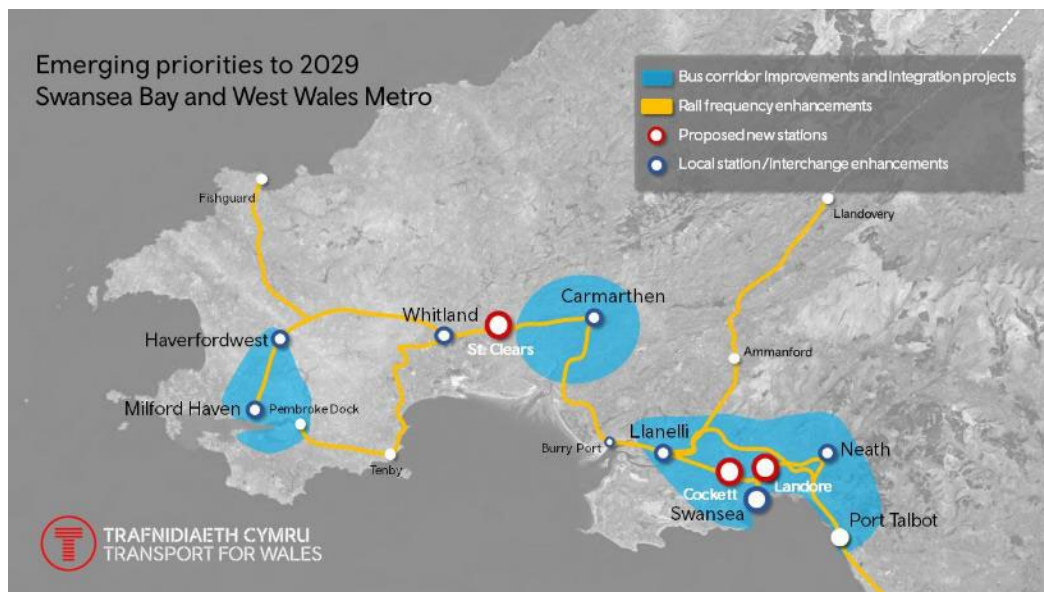 Emerging priorities to 2029
Swansea Bay and West Wales Metro
Bus corridor improvements and integration projects
Rail frequency enhancements
Proposed new stations
Local station/interchange enhancements
Fishguard
Llandovery
Whitland
Carmarthen
Haverfordwest
St. Clears
Ammanford
Milford Haven
Pembroke Dock
Tenby
Burry Port
Llanelli
Neath
Cockett
Landore
Swansea
Port Talbot
T
TRAFNIDIAETH CYMRU
TRANSPORT FOR WALES